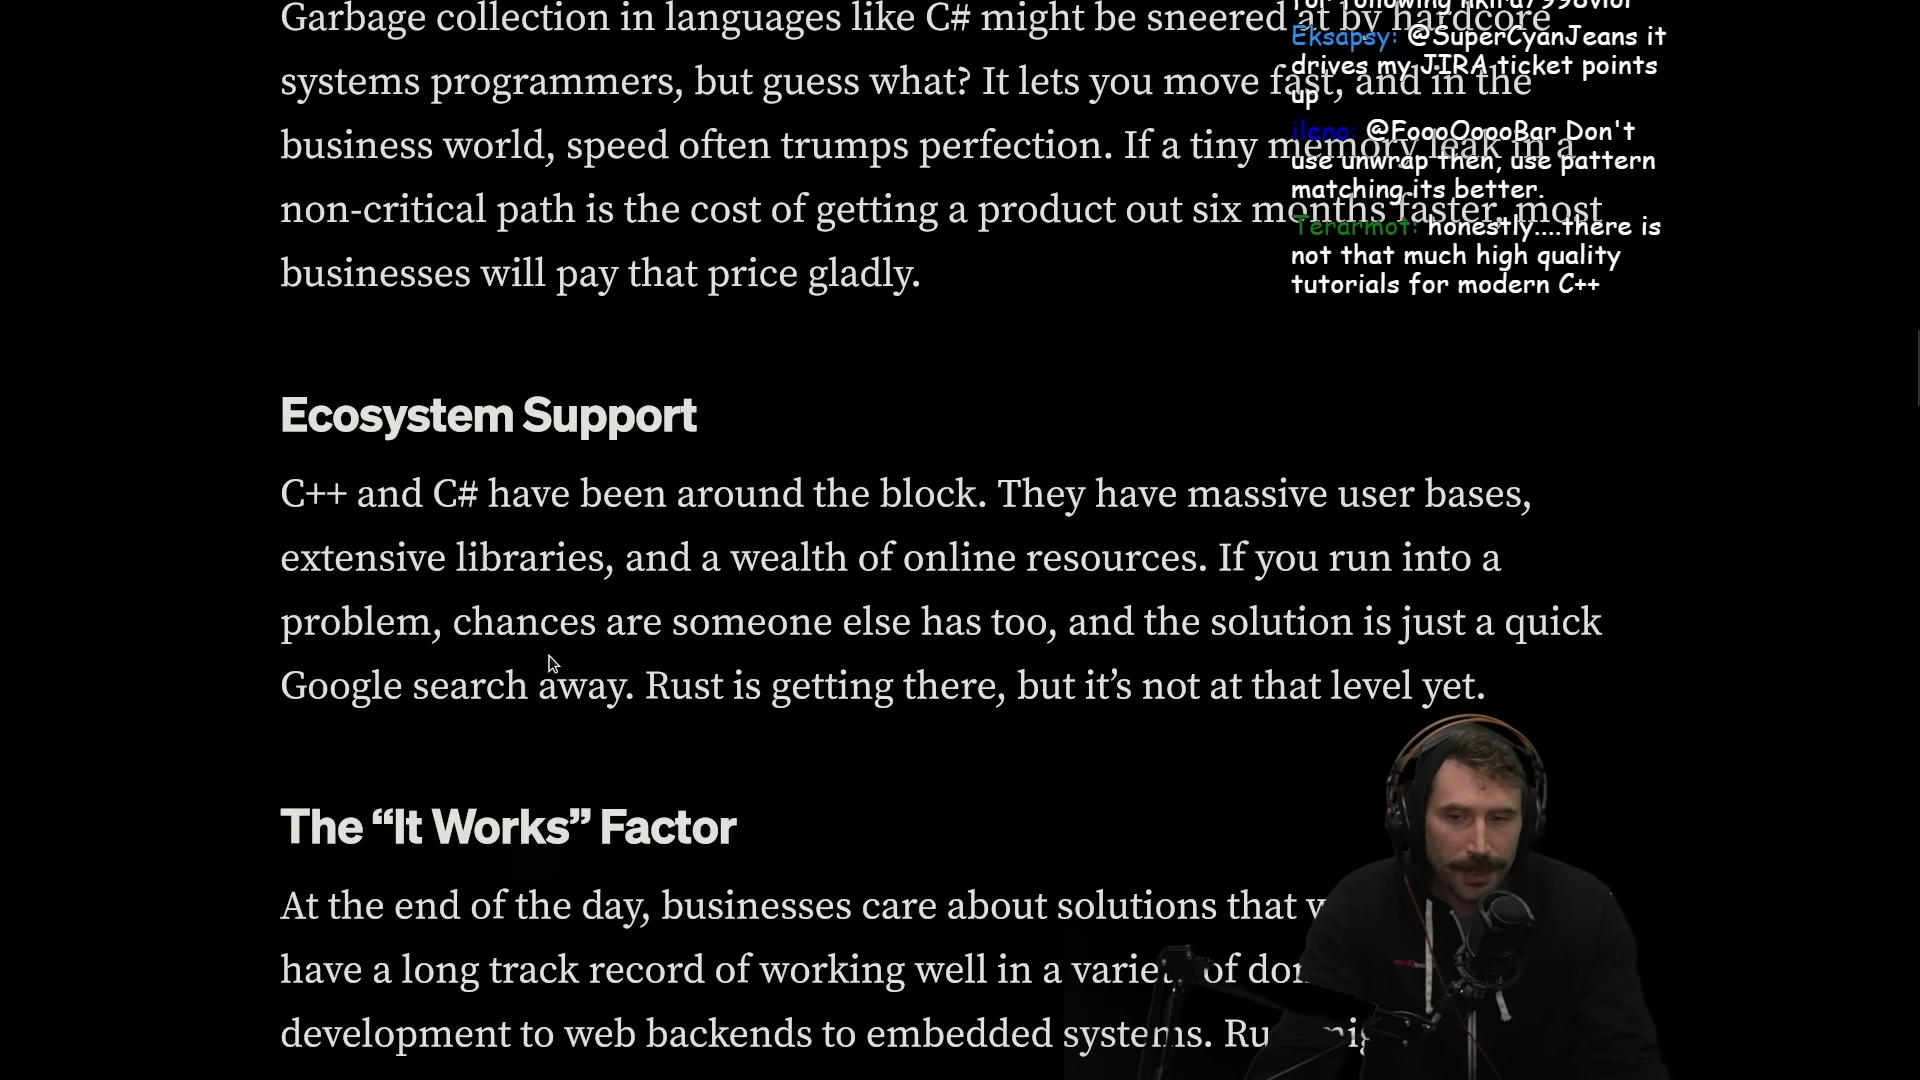 Garbage collection in languages like C# might be sneered at by hardcore
systems programmers, but guess what? It lets you move fast, and in the
business world, speed often trumps perfection. If a tiny memory leak in a
non-critical path is the cost of getting a product out six months faster, most
businesses will pay that price gladly.
Eksapsy: @SuperCyanJeans it
drives my JIRA ticket points
up
@FoooOoooBar Don't
use unwrap then, use pattern
matching its better.
Terarmot: honestly....there is
not that much high quality
tutorials for modern C++
Ecosystem Support
C++ and C# have been around the block. They have massive user bases,
extensive libraries, and a wealth of online resources. If you run into a
problem, chances are someone else has too, and the solution is just a quick
Google search away. Rust is getting there, but it’s not at that level yet.
The “It Works” Factor
At the end of the day, businesses care about solutions that
have a long track record of working well in a variety of
development to web backends to embedded systems.